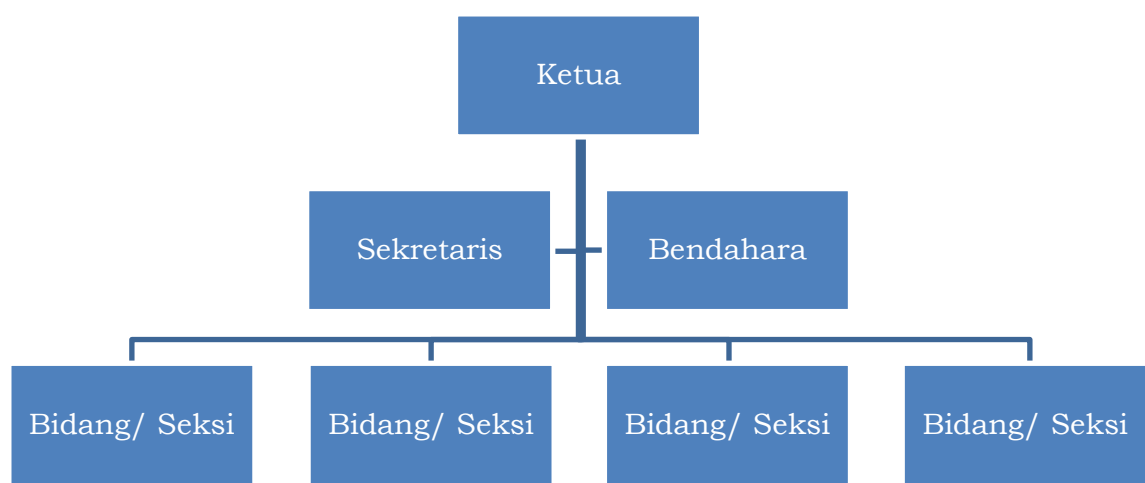 Ketua
Sekretaris
Bendahara
Bidang/ Seksi
Bidang/ Seksi
Bidang/ Seksi
Bidang/ Seksi